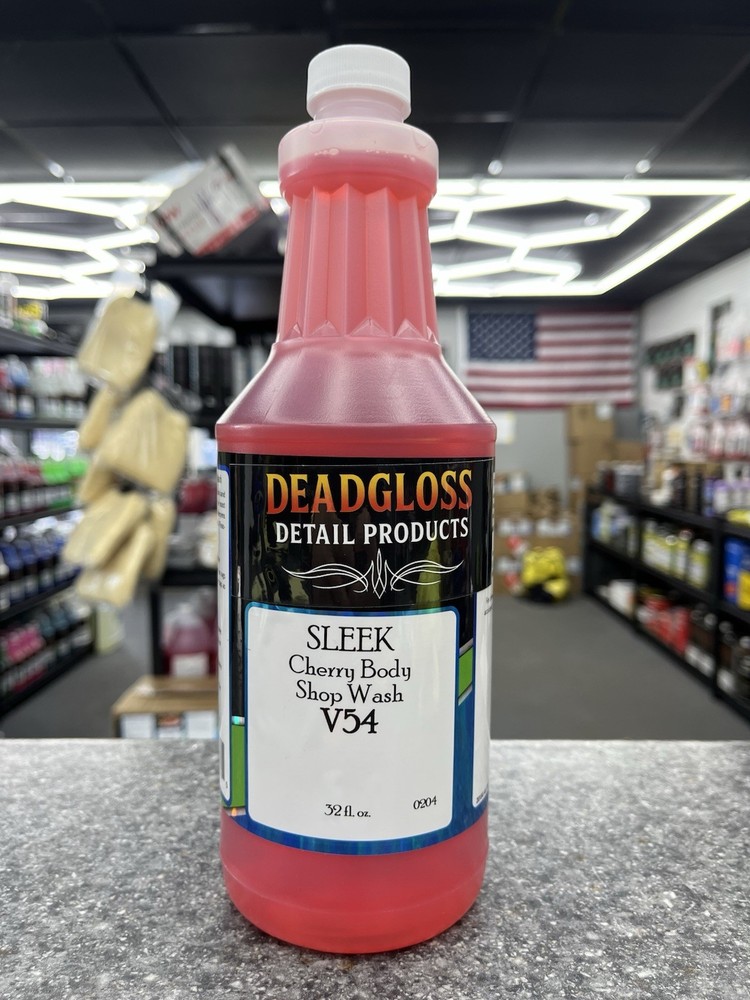 DEADGLOSS
DETAIL PRODUCTS
SLEEK
Cherry Body
Shop Wash
V54
32 fl. oz.
0204